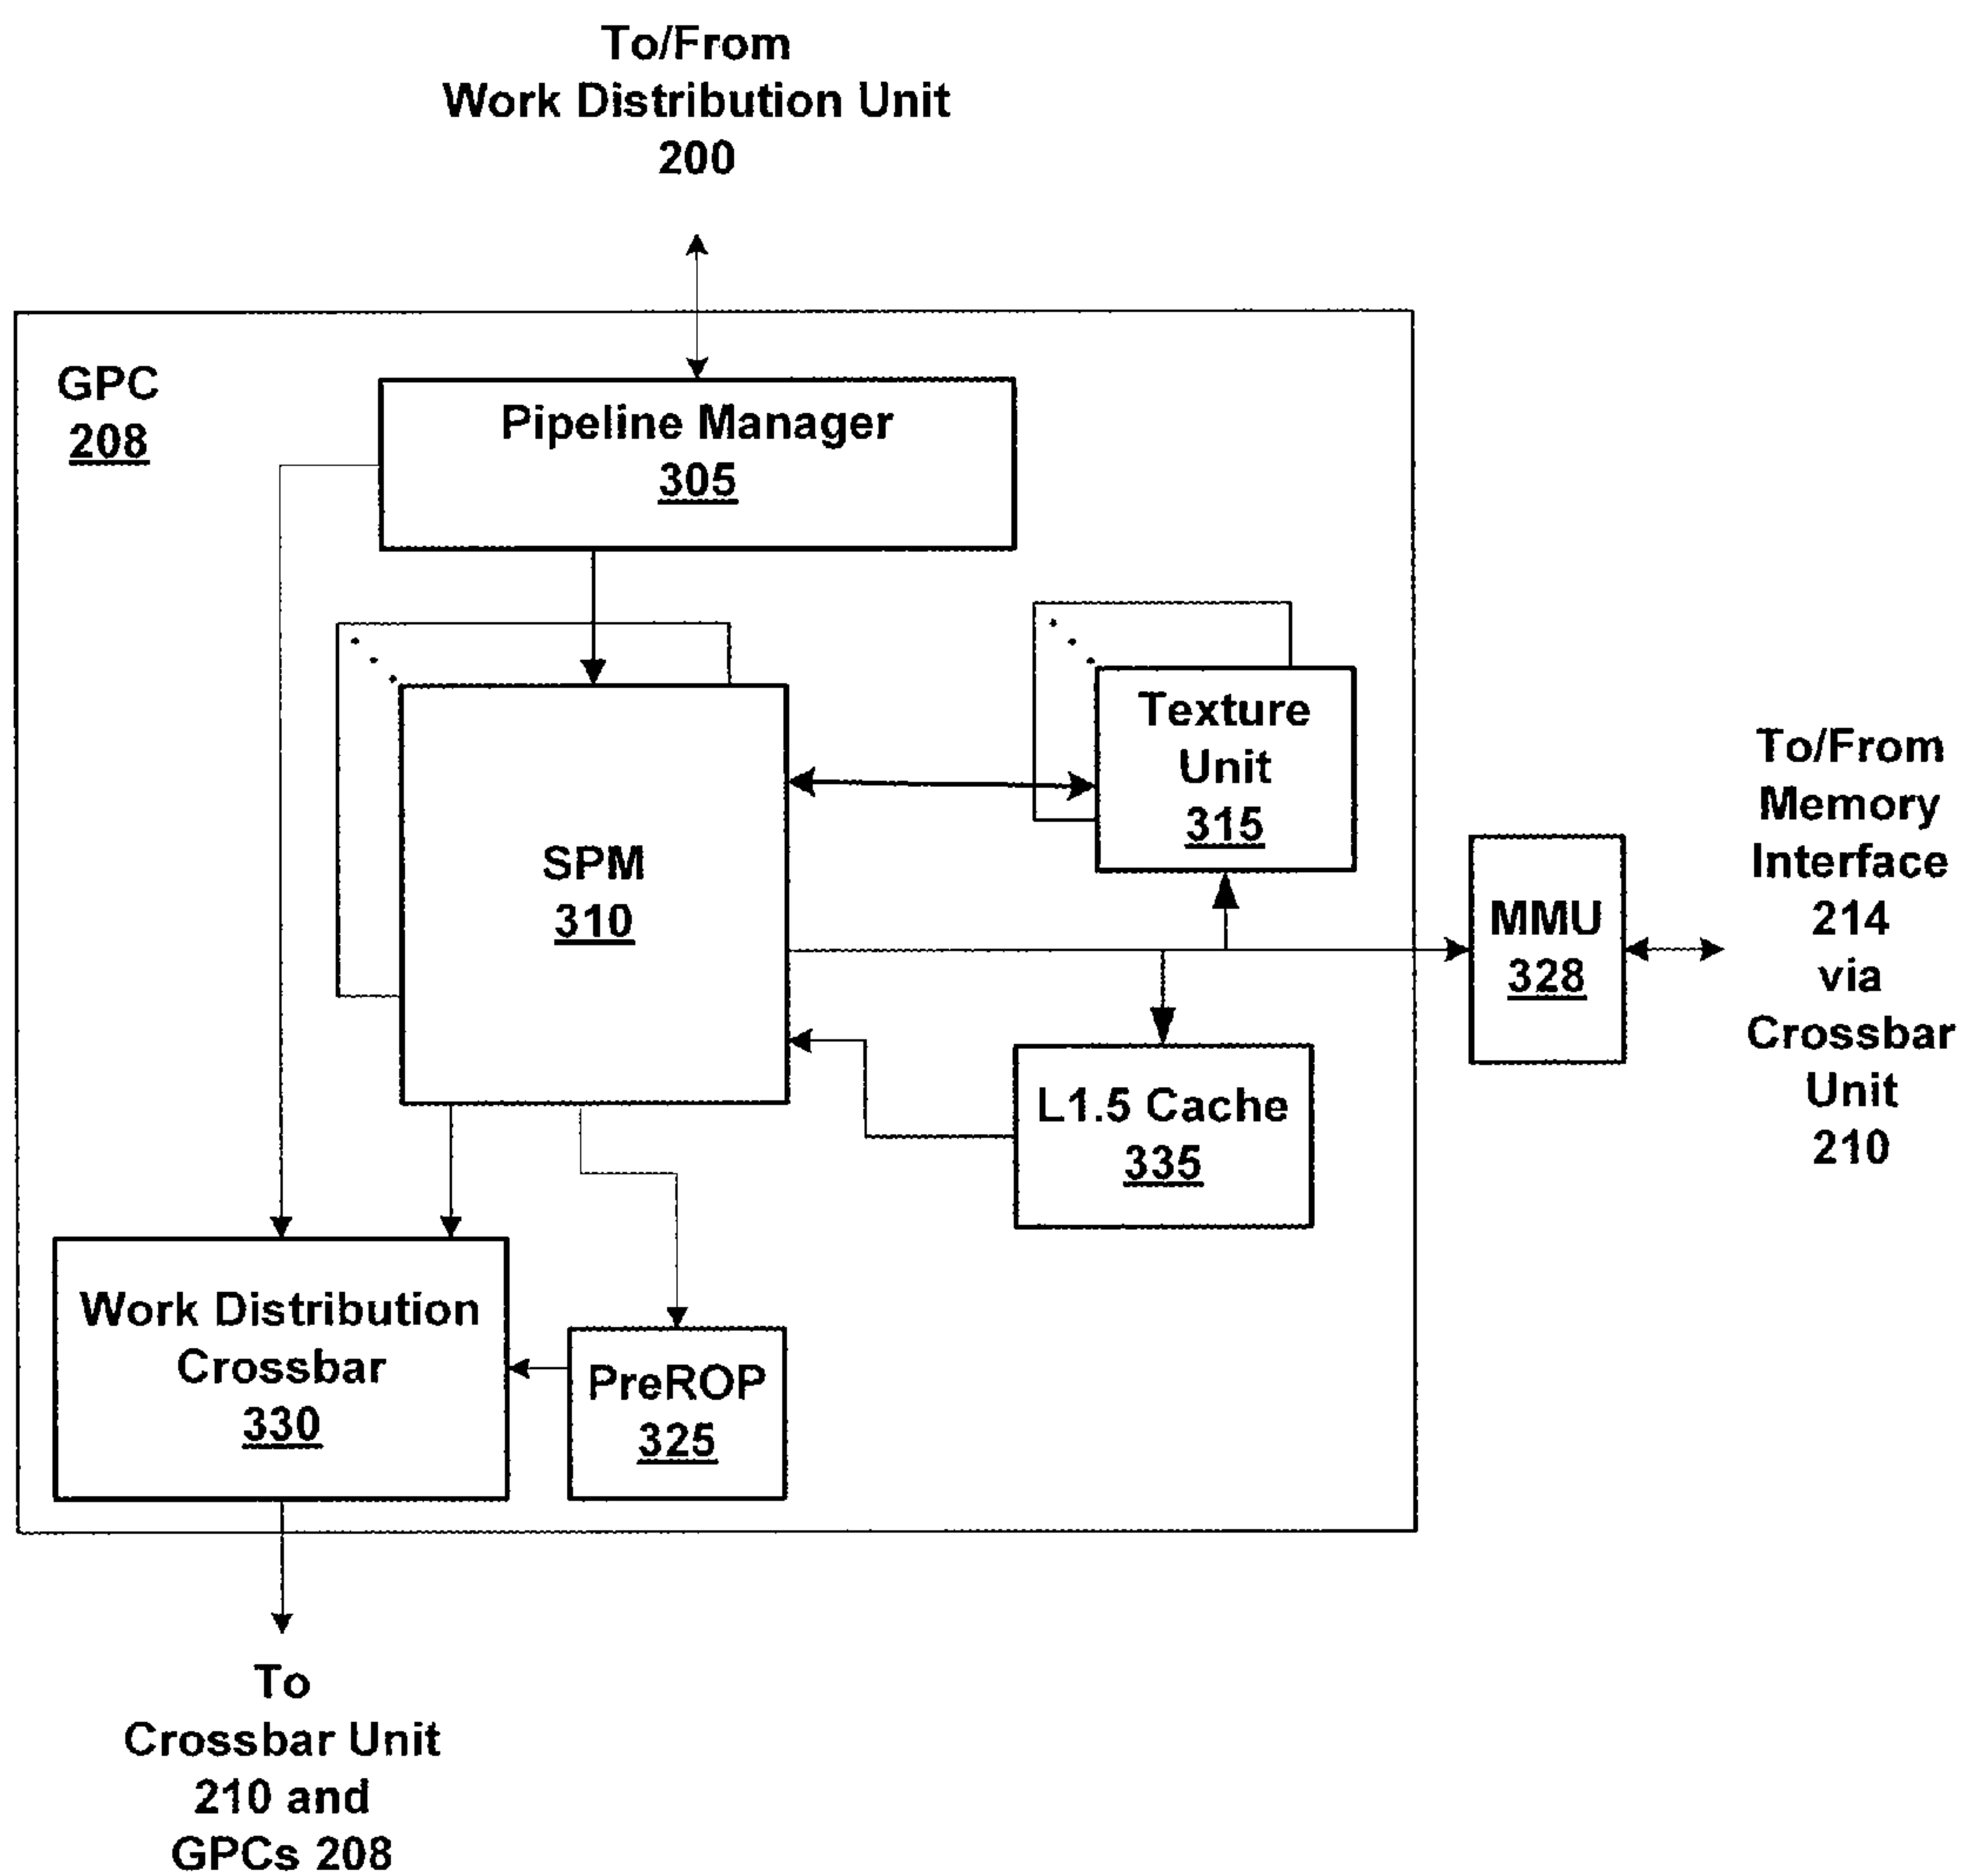 To/From
Work Distribution Unit
200
GPC
208
Pipeline Manager
305
Texture
Unit
315
SPM
310
To/From
Memory
Interface
214
via
Crossbar
Unit
210
MMU
328
L1.5 Cache
335
Work Distribution
Crossbar
330
PreROP
325
To
Crossbar Unit
210 and
GPCs 208